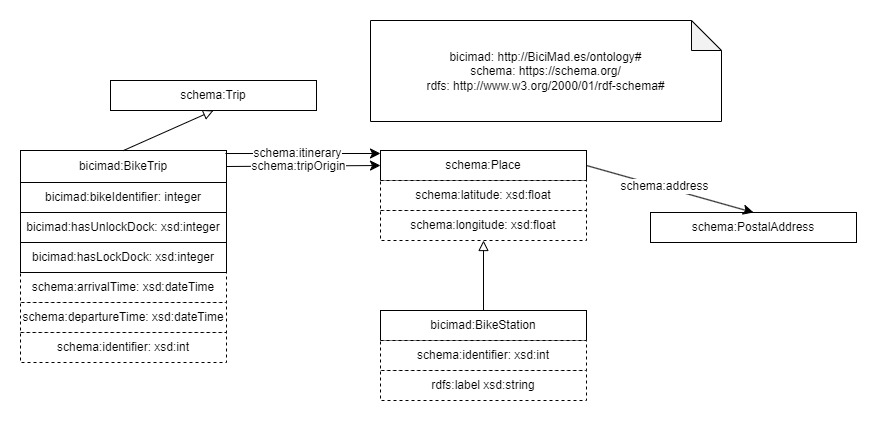 bicimad: http://BiciMad.es/ontology#
schema: https://schema.org/
rdfs: http://www.w3.org/2000/01/rdf-schema#
schema:Trip
bicimad:BikeTrip
bicimad:bikeIdentifier: integer
bicimad:hasUnlockDock: xsd:integer
bicimad:hasLockDock: xsd:integer
schema:arrivalTime: xsd:dateTime
schema:departureTime: xsd:dateTime
schema:identifier: xsd:int
schema:itinerary
schema:tripOrigin
schema:Place
schema:latitude: xsd:float
schema:longitude: xsd:float
schema:address
schema:PostalAddress
bicimad:BikeStation
schema:identifier: xsd:int
rdfs:label xsd:string